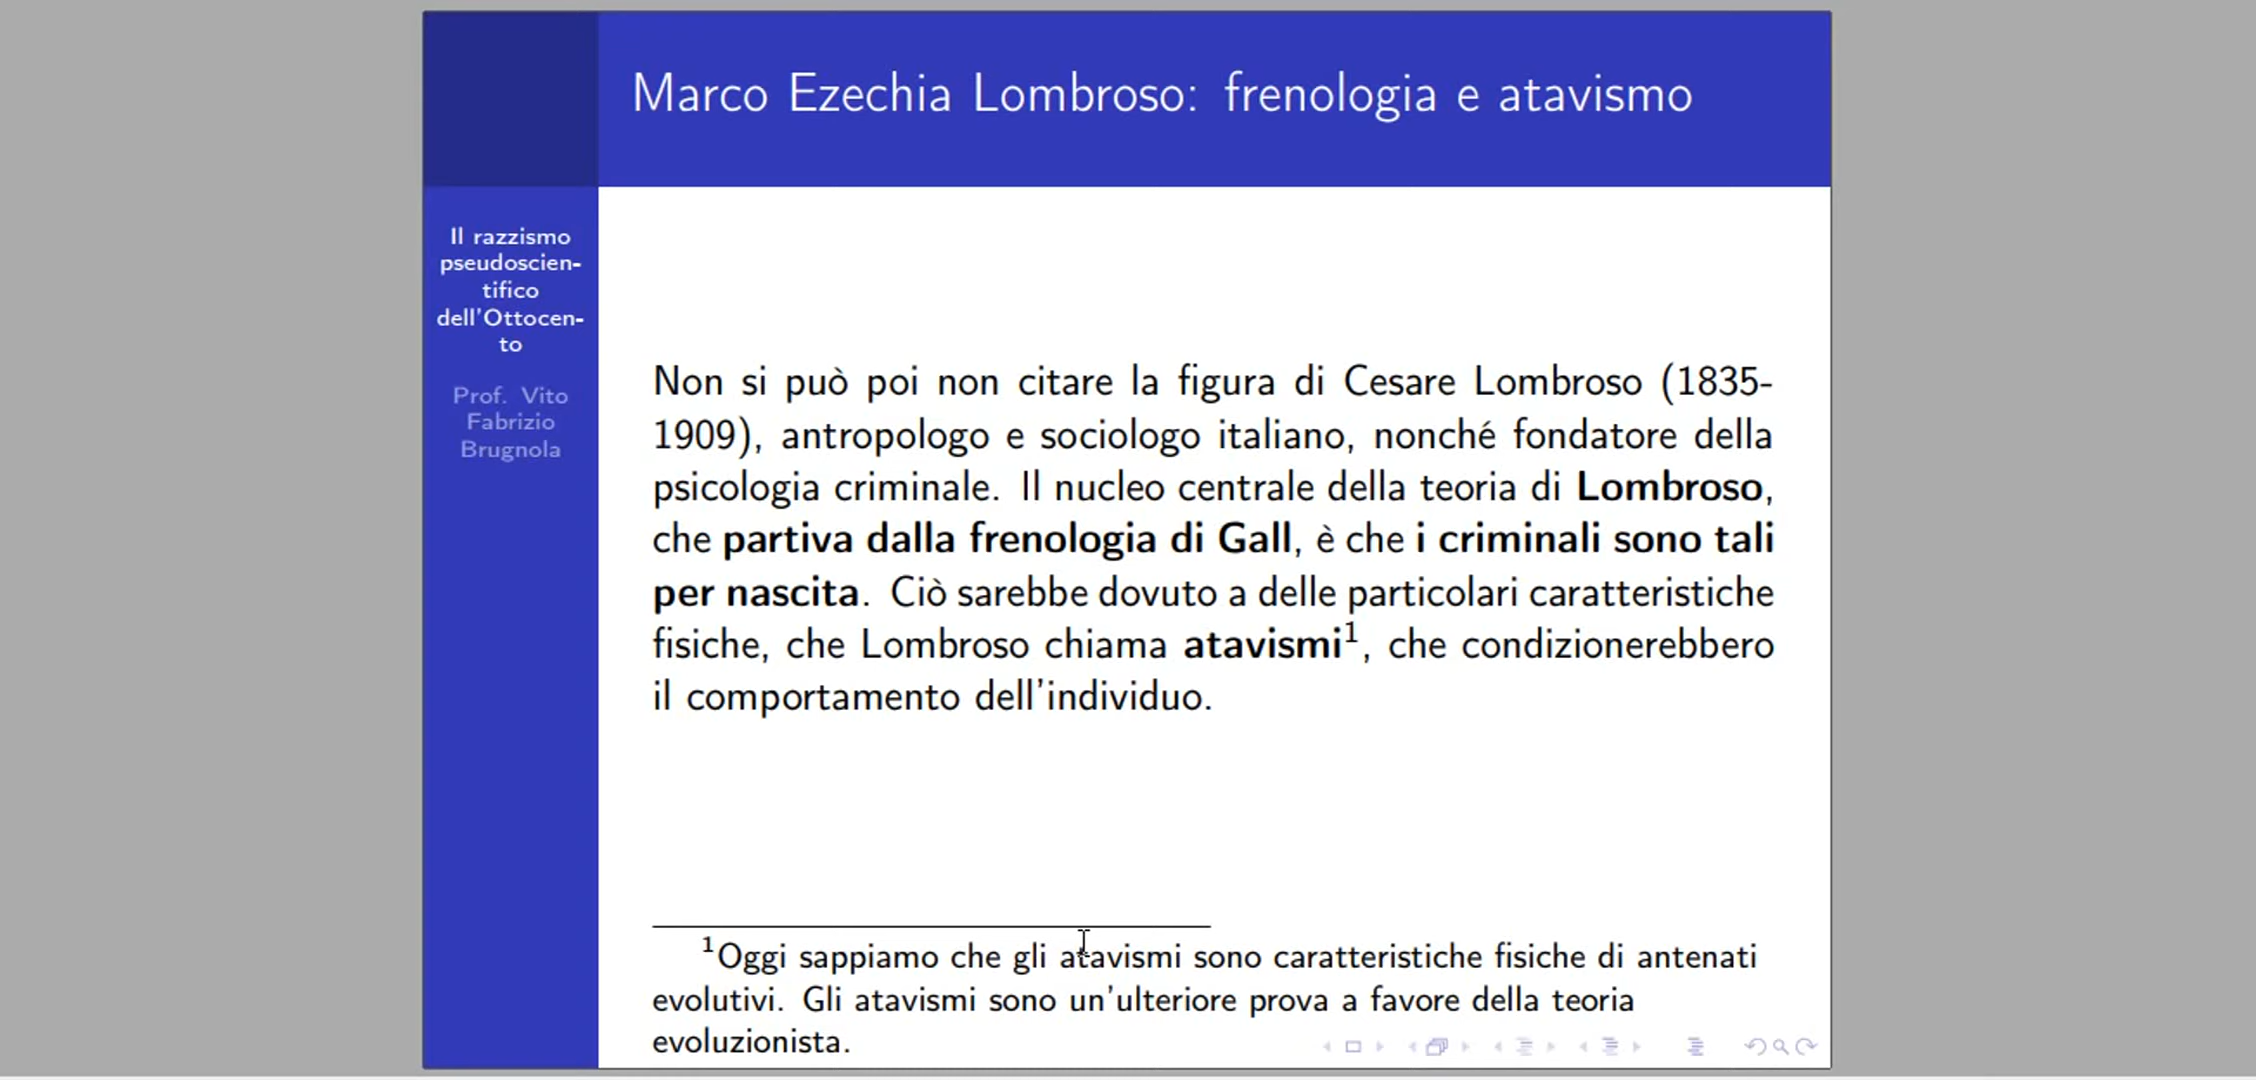 Marco Ezechia Lombroso: frenologia e atavismo
Il razzismo
pseudoscien-
tifico
dell'Ottocen-
to
Prof. Vito
Fabrizio
Brugnola
Non si può poi non citare la figura di Cesare Lombroso (1835-
1909), antropologo e sociologo italiano, nonché fondatore della
psicologia criminale. Il nucleo centrale della teoria di Lombroso,
che partiva dalla frenologia di Gall, è che i criminali sono tali
per nascita. Ciò sarebbe dovuto a delle particolari caratteristiche
fisiche, che Lombroso chiama atavismi¹, che condizionerebbero
il comportamento dell'individuo.
¹Oggi sappiamo che gli atavismi sono caratteristiche fisiche di antenati
evolutivi. Gli atavismi sono un'ulteriore prova a favore della teoria
evoluzionista.